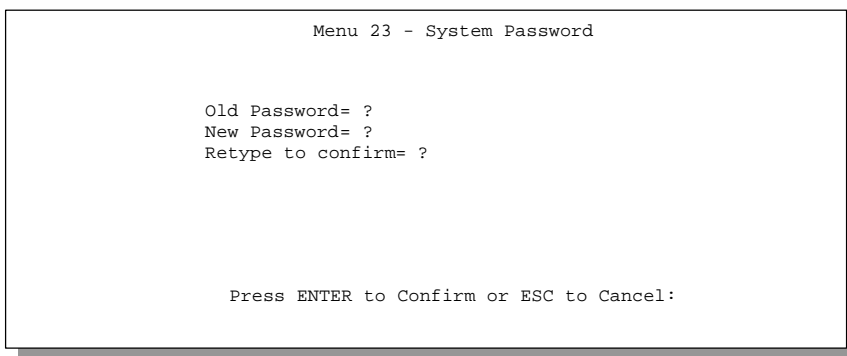 Menu 23 - System Password
Old Password= ?
New Password= ?
Retype to confirm= ?
Press ENTER to Confirm or ESC to Cancel: